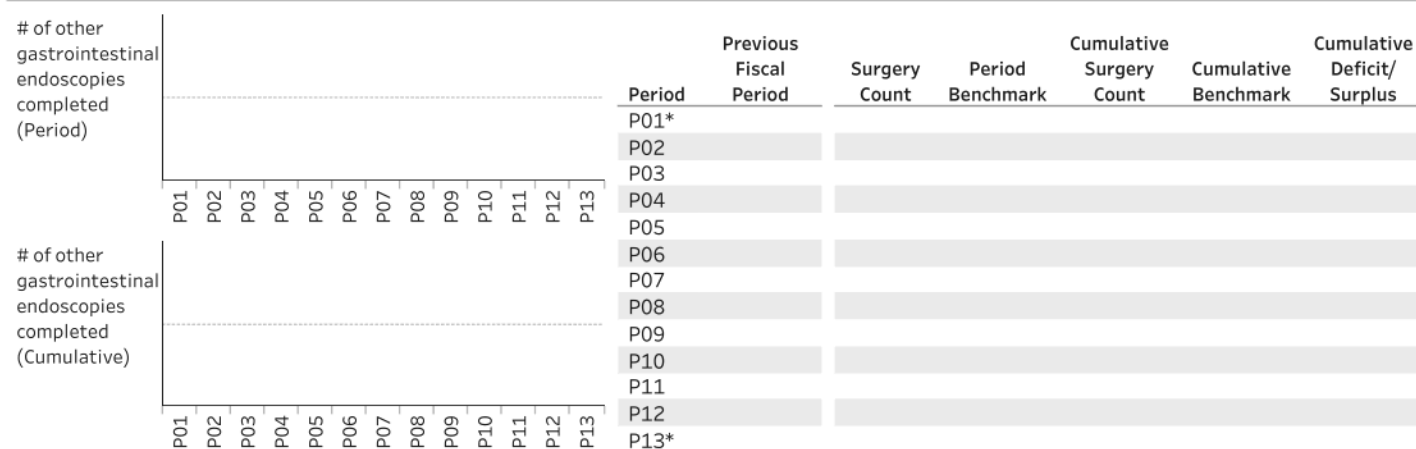 # of other
gastrointestinal
endoscopies
completed
(Period)
P01 P02 P03 P04 P05 P06 P07 P08 P09 P10 P11 P12 P13
# of other
gastrointestinal
endoscopies
completed
(Cumulative)
P01 P02 P03 P04 P05 P06 P07 P08 P09 P10 P11 P12 P13
Previous Cumulative Cumulative
Fiscal Surgery Period Surgery Cumulative Deficit/
Period Period Count Benchmark Count Benchmark Surplus
P01*
P02
P03
P04
P05
P06
P07
P08
P09
P10
P11
P12
P13*